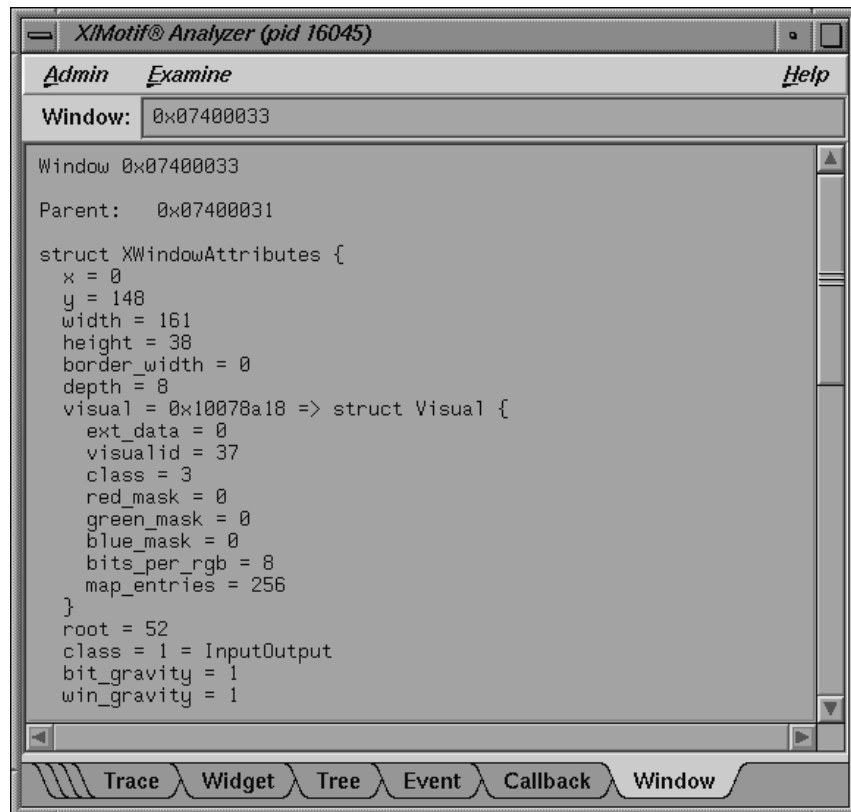 X/Motif® Analyzer (pid 16045)
Admin Examine Help
Window: 0x07400033
Window 0x07400033
Parent: 0x07400031
struct XWindowAttributes {
x = 0
y = 148
width = 161
height = 38
border_width = 0
depth = 8
visual = 0x10078a18 => struct Visual {
ext_data = 0
visualid = 37
class = 3
red_mask = 0
green_mask = 0
blue_mask = 0
bits_per_rgb = 8
map_entries = 256
}
root = 52
class = 1 = InputOutput
bit_gravity = 1
win_gravity = 1
Trace Widget Tree Event Callback Window